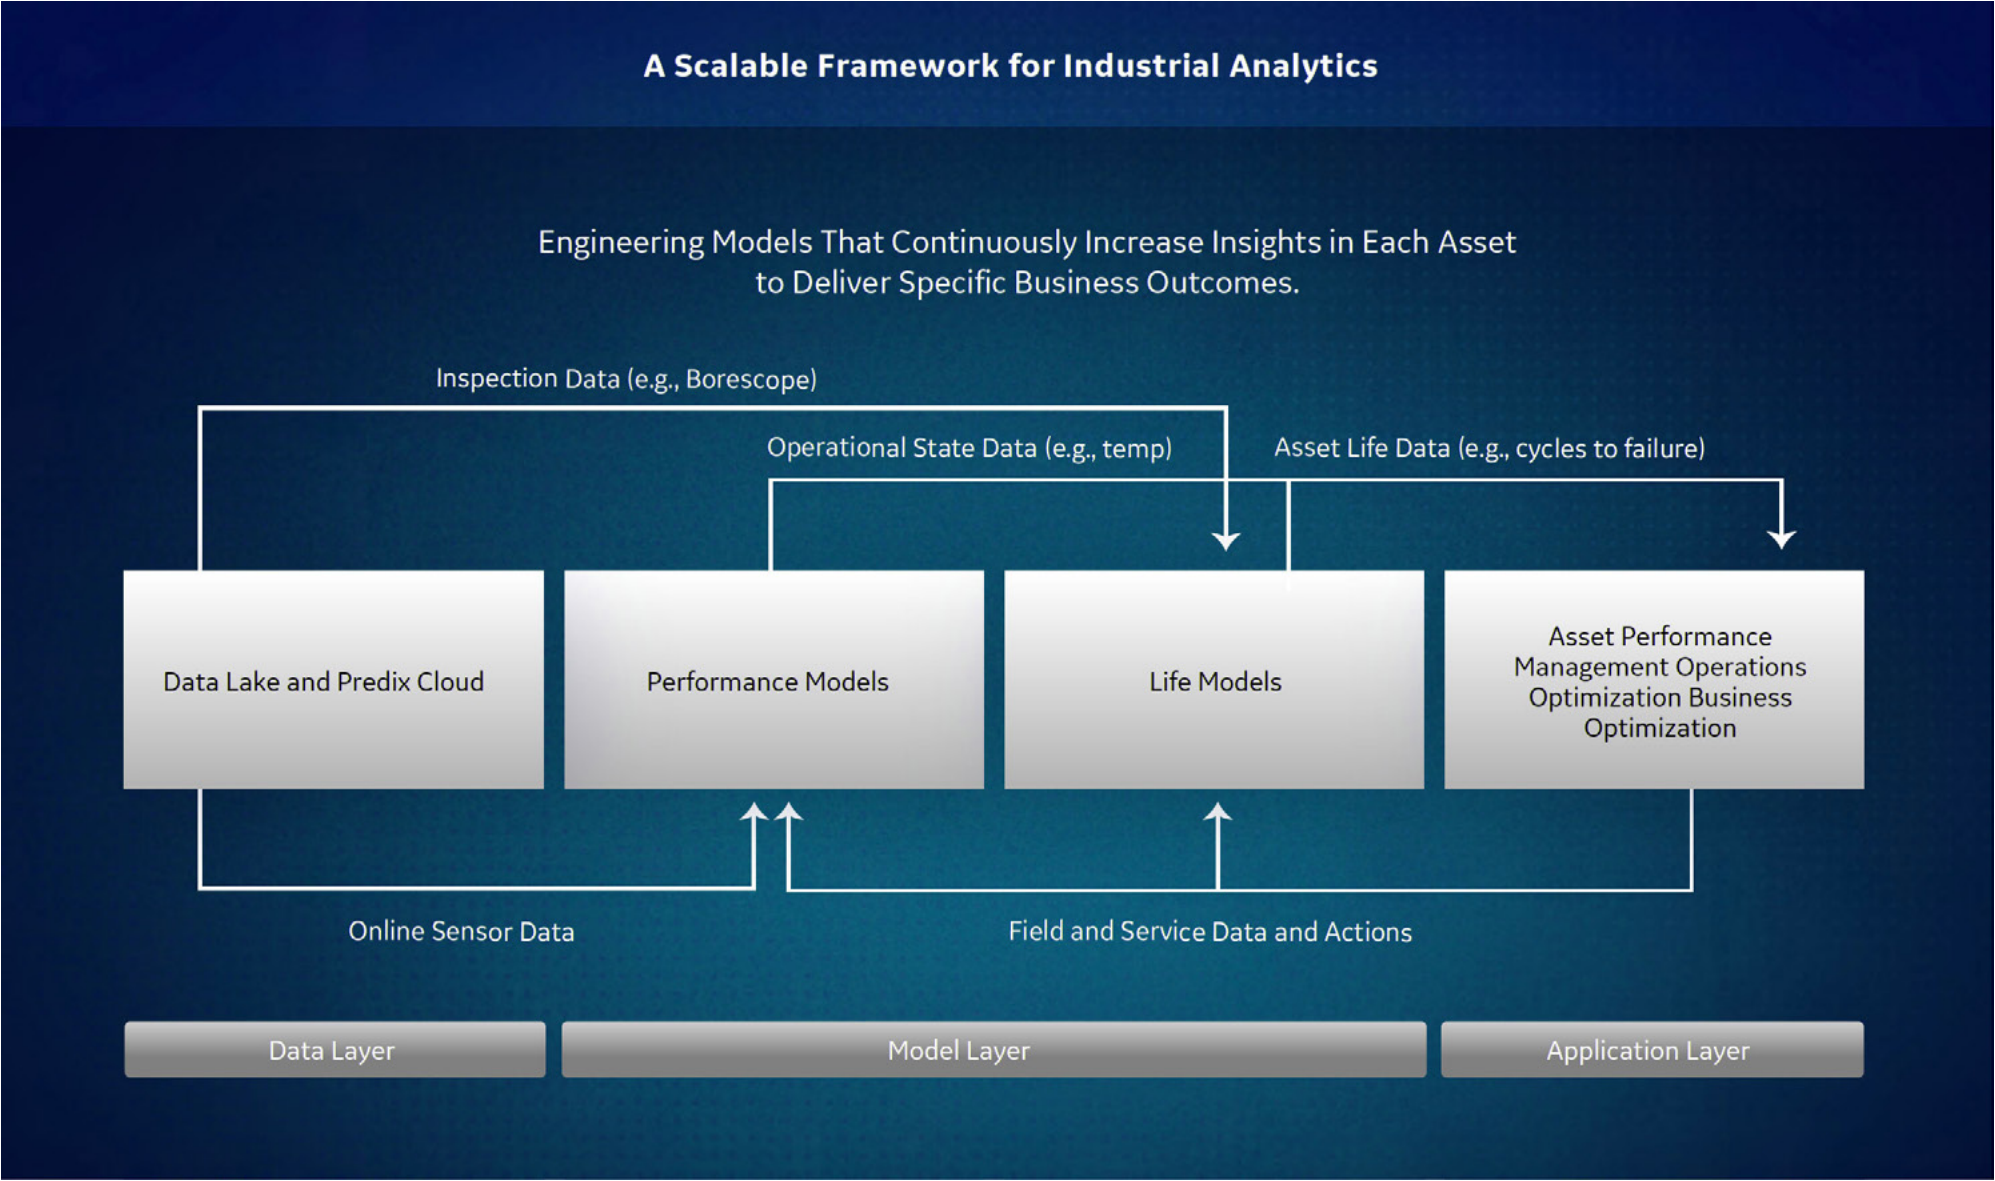 A Scalable Framework for Industrial Analytics
Engineering Models That Continuously Increase Insights in Each Asset
to Deliver Specific Business Outcomes.
Inspection Data (e.g., Borescope)
Operational State Data (e.g., temp)
Asset Life Data (e.g., cycles to failure)
Data Lake and Predix Cloud
Performance Models
Life Models
Asset Performance
Management Operations
Optimization Business
Optimization
Online Sensor Data
Field and Service Data and Actions
Data Layer
Model Layer
Application Layer